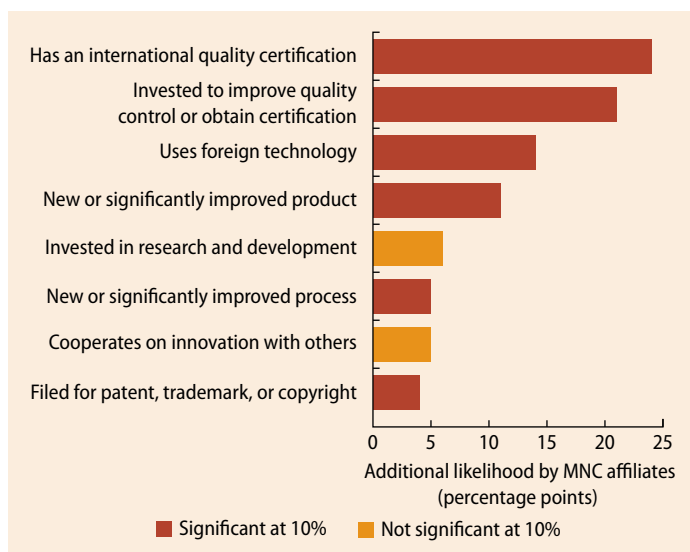 Has an international quality certification
Invested to improve quality
control or obtain certification
Uses foreign technology
New or significantly improved product
Invested in research and development
New or significantly improved process
Cooperates on innovation with others
Filed for patent, trademark, or copyright
0 5 10 15 20 25
Additional likelihood by MNC affiliates
(percentage points)
Significant at 10% Not significant at 10%